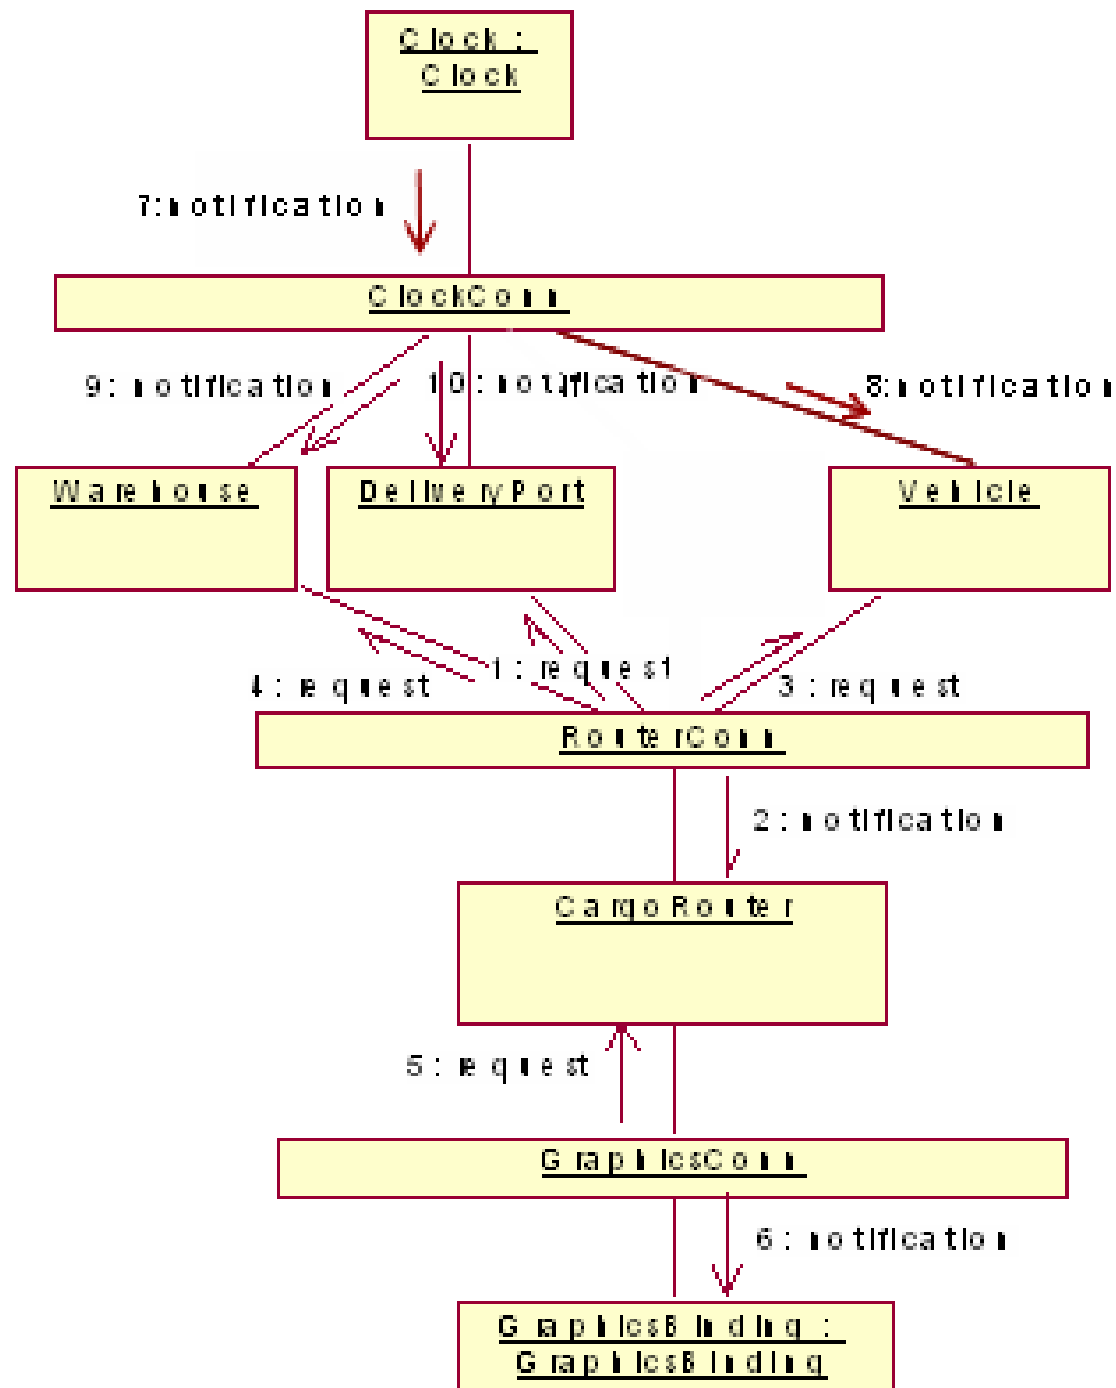 Clock :
Clock
7:notification
ClockConn
9: notification
10:notification
8:notification
Warehouse
DeliveryPort
Vehicle
4:request
1: request
3:request
RouterConn
2:notification
CargoRouter
5:request
GraphicsConn
6:notification
GraphicsBinding :
GraphicsBinding